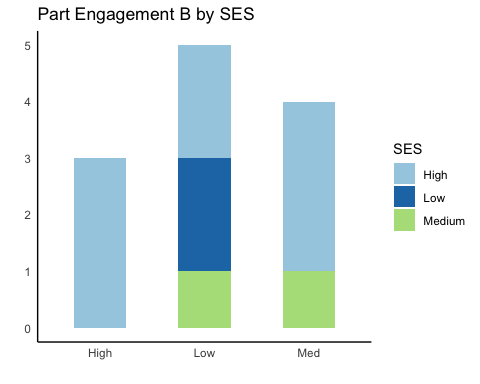 Part Engagement B by SES
5
4
3
2
1
0
High
Low
Med
SES
High
Low
Medium